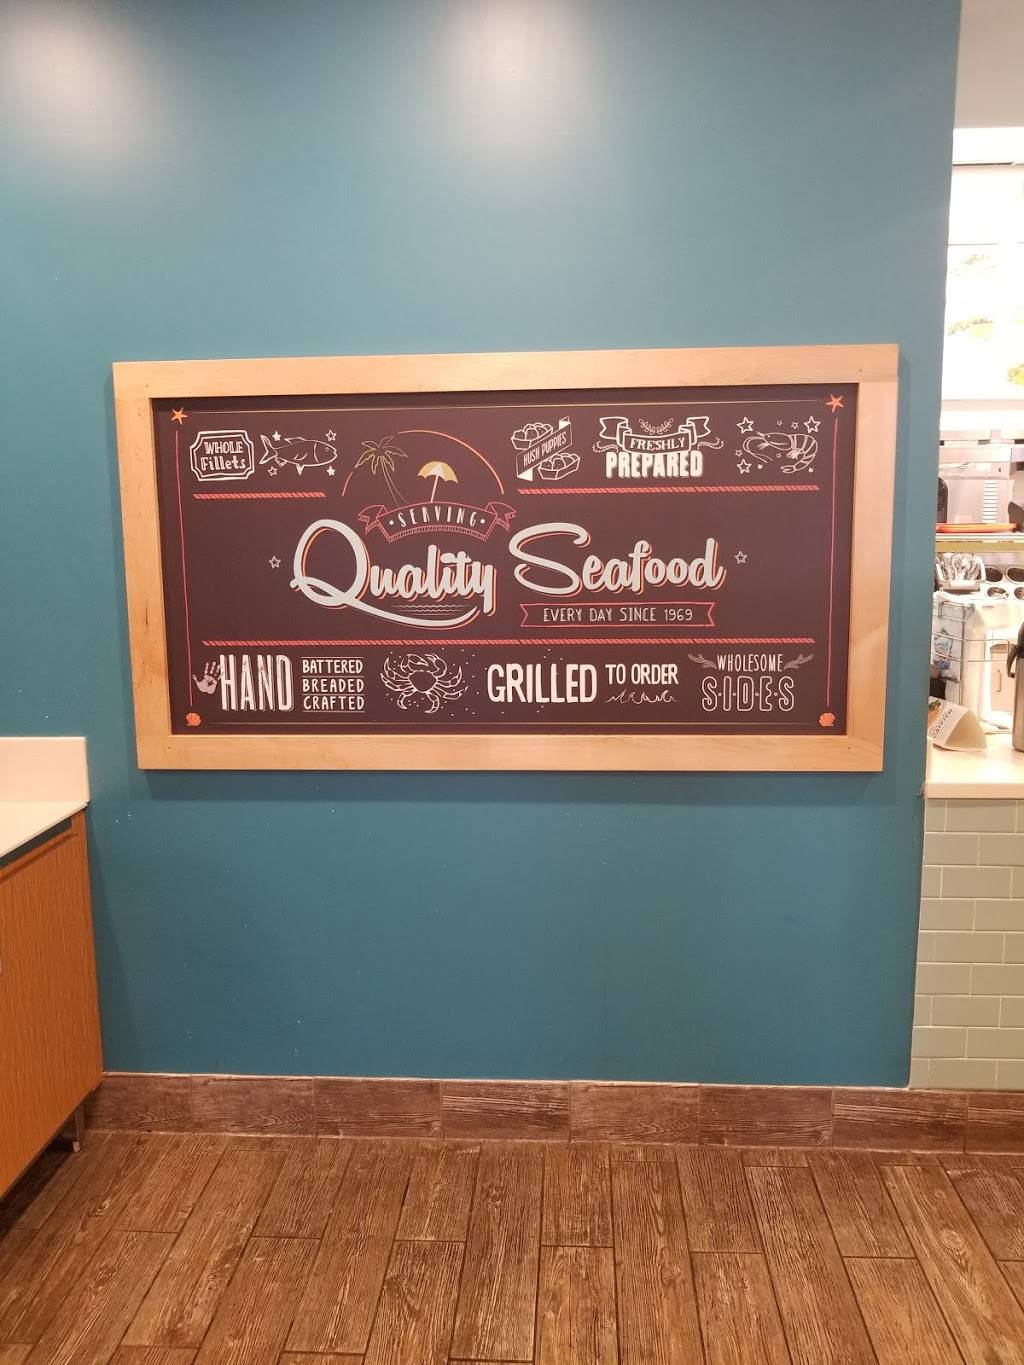 WHOLE
Fillets
HUSH PUPPIES
FRESHLY
PREPARED
SERVING
Quality Seafood
EVERY DAY SINCE 1969
HAND
BATTERED
BREADED
CRAFTED
GRILLED TO ORDER
WHOLESOME
SIDES